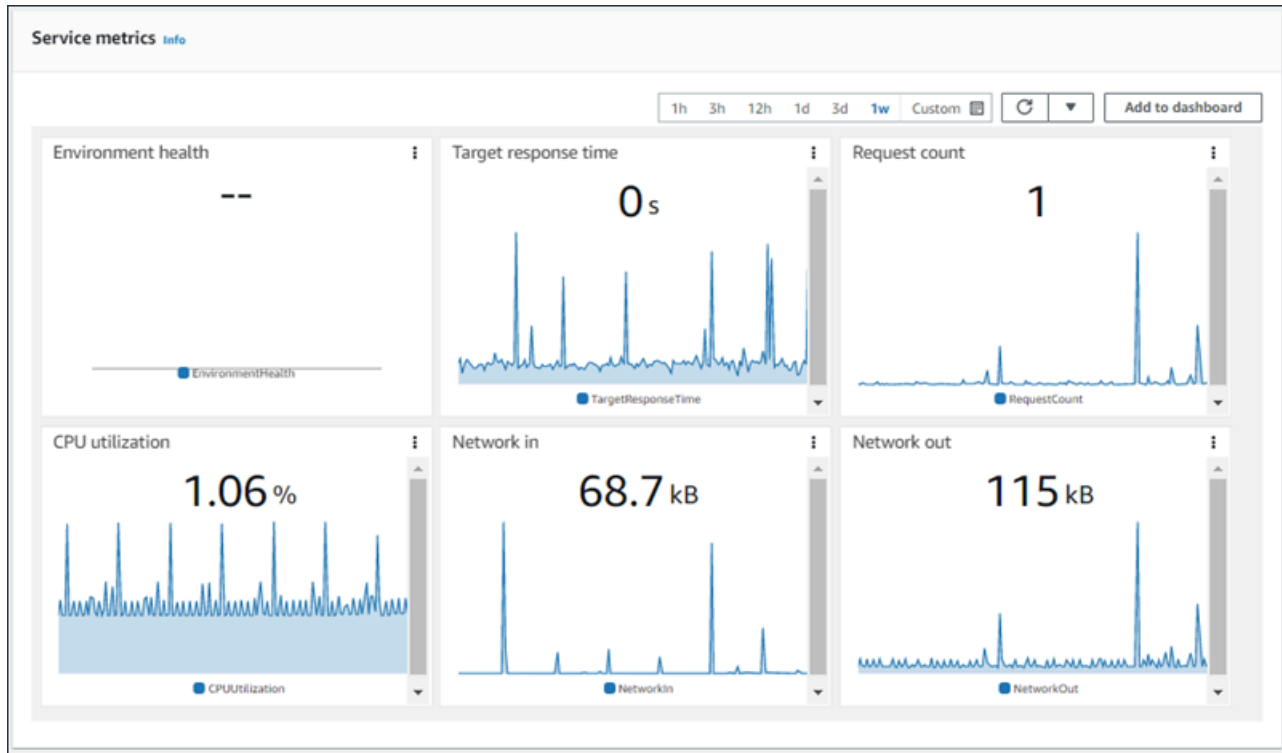 Service metrics Info
1h 3h 12h 1d 3d 1w Custom Add to dashboard
Environment health
--
EnvironmentHealth
Target response time
0 s
TargetResponseTime
Request count
1
RequestCount
CPU utilization
1.06 %
CPUUtilization
Network in
68.7 kB
NetworkIn
Network out
115 kB
NetworkOut